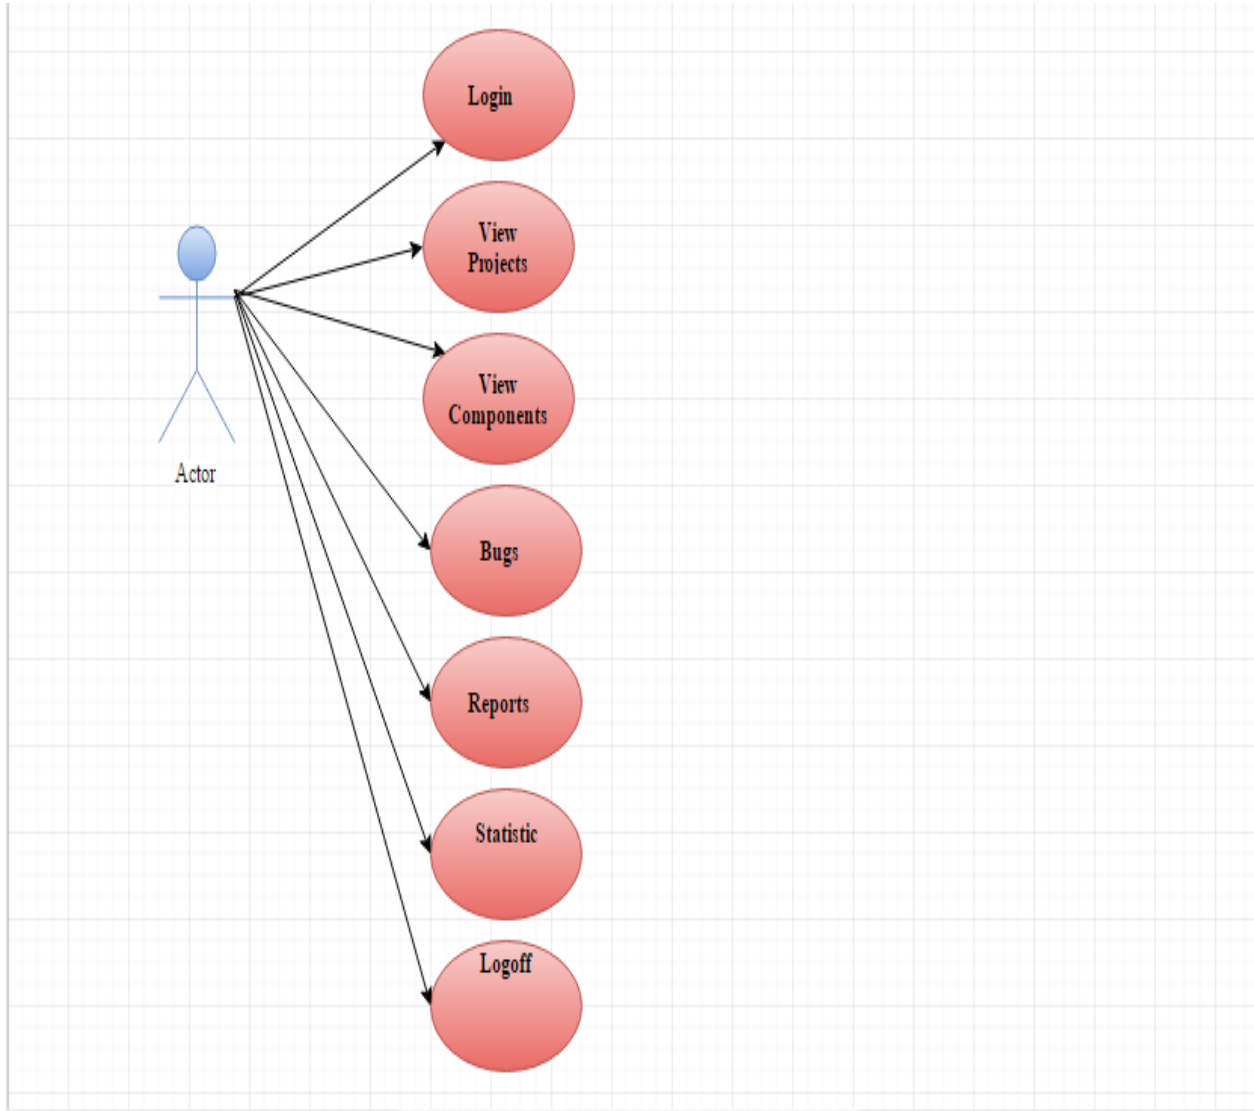 Login
View
Projects
View
Components
Actor
Bugs
Reports
Statistic
Logoff